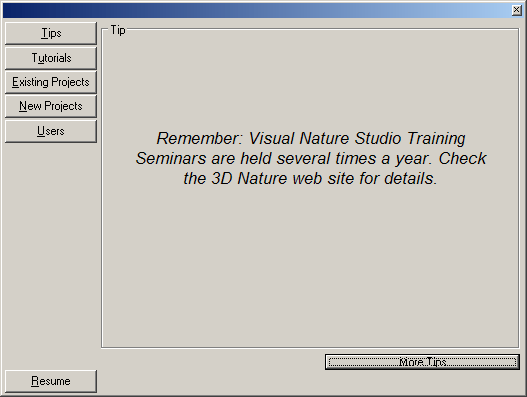 Tips
Tutorials
Existing Projects
New Projects
Users
Tip
Remember: Visual Nature Studio Training
Seminars are held several times a year. Check
the 3D Nature web site for details.
More Tips
Resume